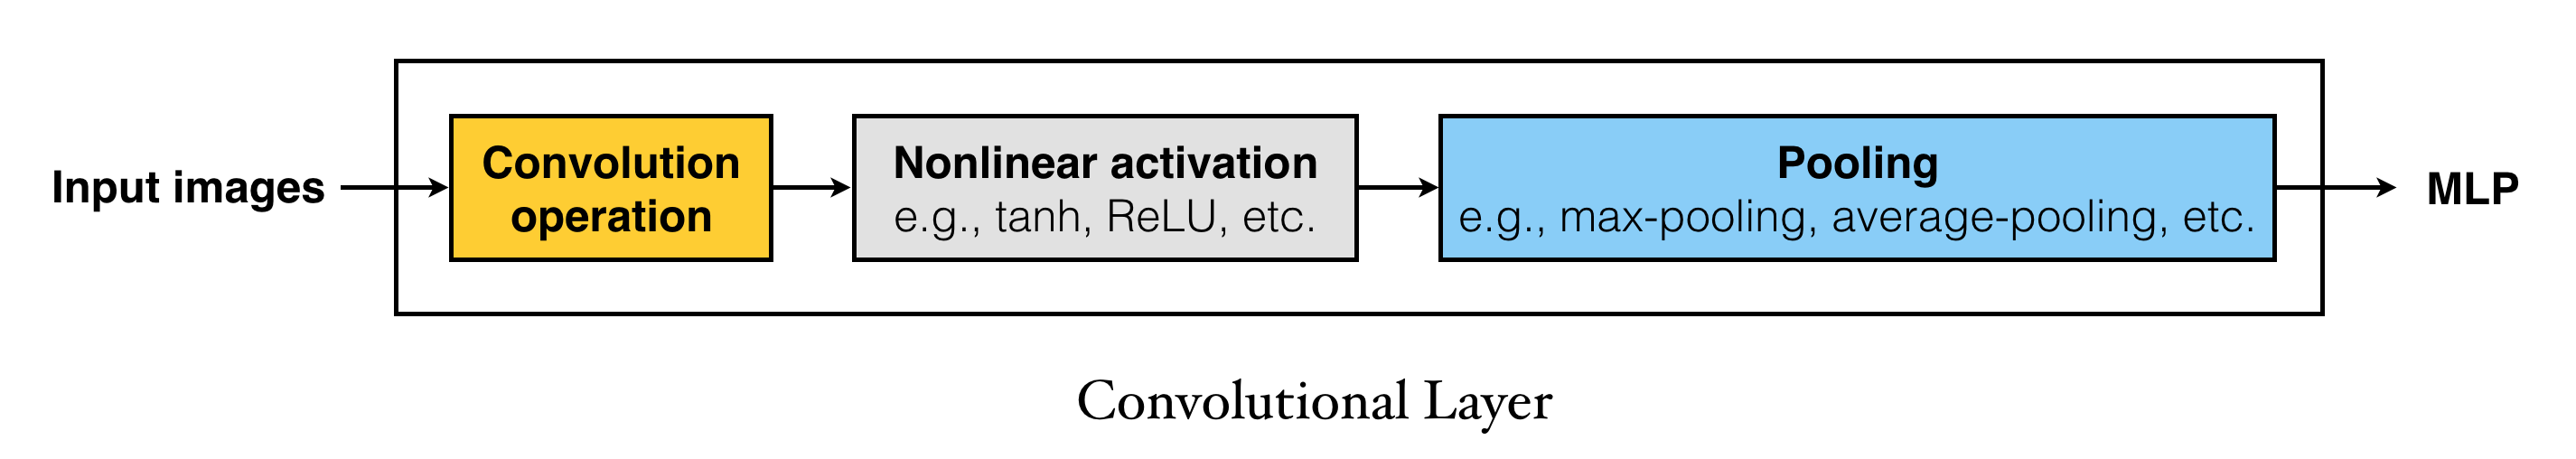 Input images
Convolution
operation
Nonlinear activation
e.g., tanh, ReLU, etc.
Pooling
e.g., max-pooling, average-pooling, etc.
MLP
Convolutional Layer